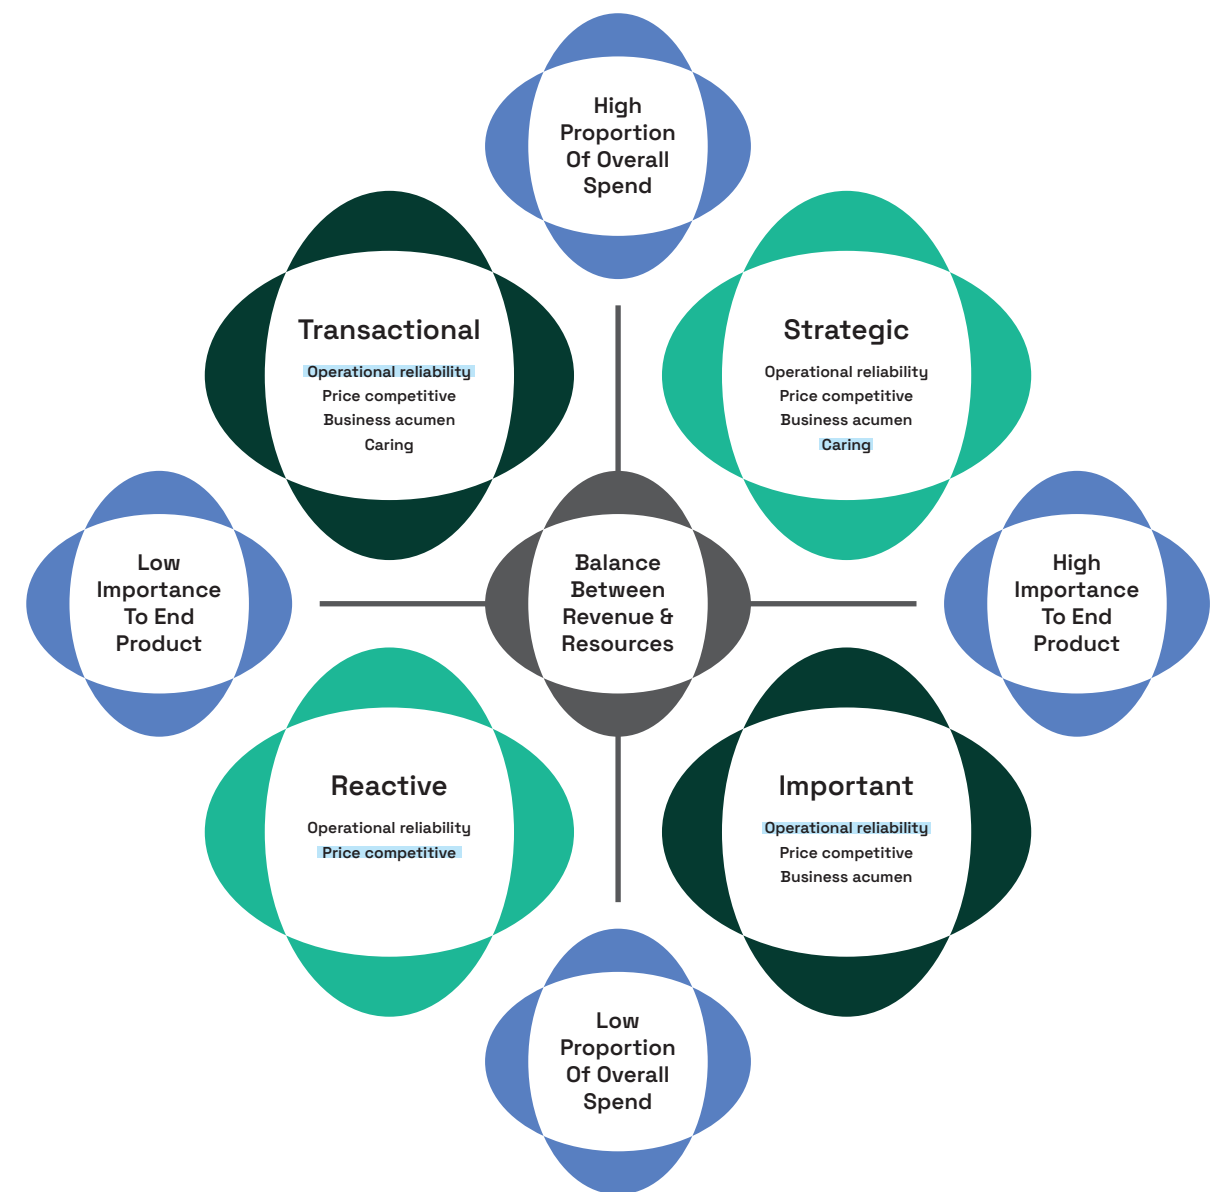 High
Proportion
Of Overall
Spend
Transactional
Operational reliability
Price competitive
Business acumen
Caring
Strategic
Operational reliability
Price competitive
Business acumen
Caring
Low
Importance
To End
Product
Balance
Between
Revenue &
Resources
High
Importance
To End
Product
Reactive
Operational reliability
Price competitive
Important
Operational reliability
Price competitive
Business acumen
Low
Proportion
Of Overall
Spend